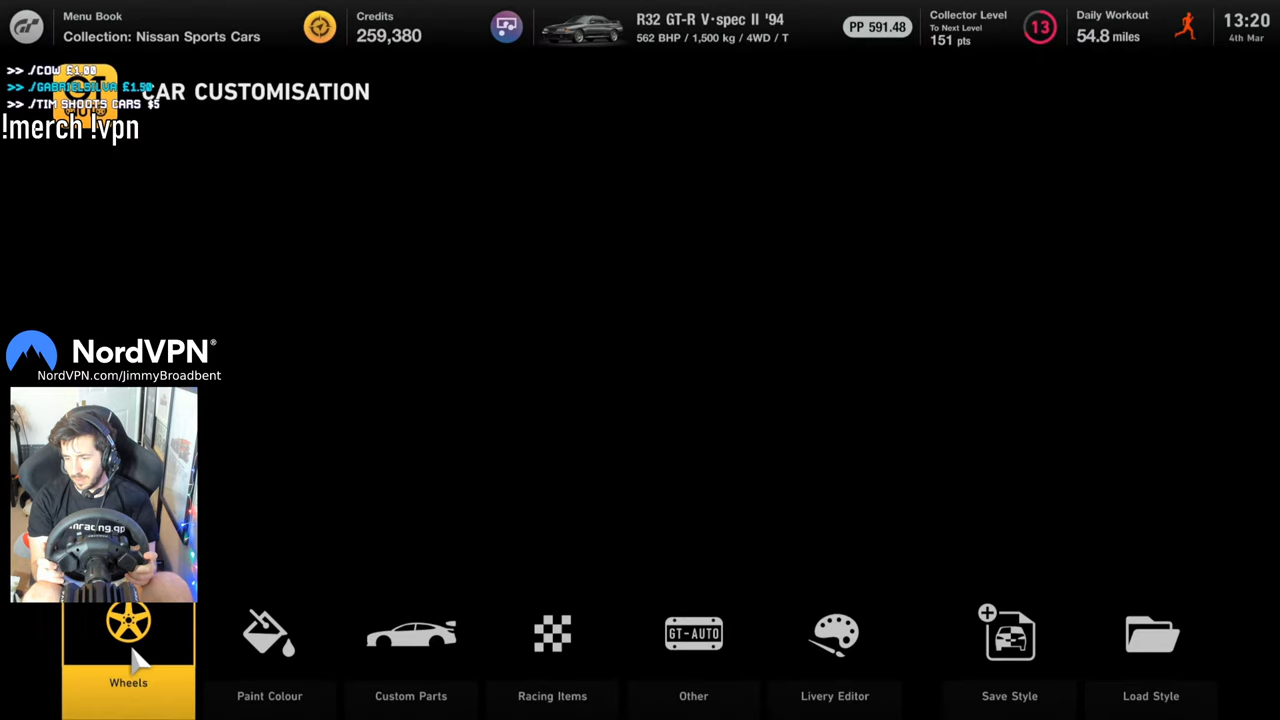 Menu Book
Collection: Nissan Sports Cars
Credits
259,380
R32 GT-R V·spec II '94
562 BHP / 1,500 kg / 4WD / T
PP 591.48
Collector Level
To Next Level
151 pts
13
Daily Workout
54.8 miles
13:20
4th Mar
>> ./COW £1.00
>> ./GABRIELSILVA £1.50
>> ./TIM SHOOTS CARS $5
!merch !vpn
CAR CUSTOMISATION
NordVPN®
NordVPN.com/JimmyBroadbent
GT-AUTO
Wheels
Paint Colour
Custom Parts
Racing Items
Other
Livery Editor
Save Style
Load Style